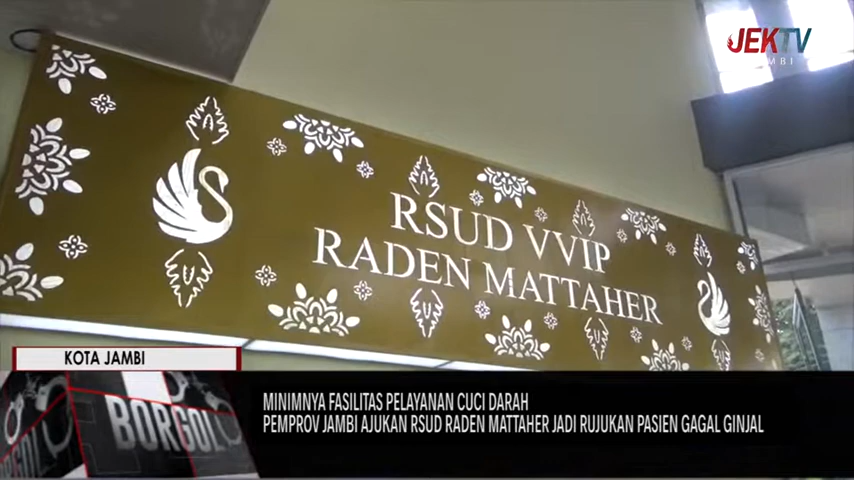 JEKTV
JAMBI
RSUD VVIP
RADEN MATTAHER
KOTA JAMBI
BORGOL
MINIMNYA FASILITAS PELAYANAN CUCI DARAH
PEMPROV JAMBI AJUKAN RSUD RADEN MATTAHER JADI RUJUKAN PASIEN GAGAL GINJAL